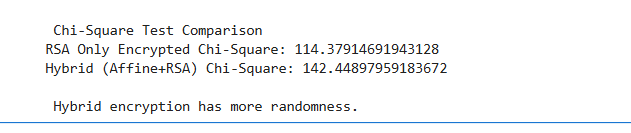 Chi-Square Test Comparison
RSA Only Encrypted Chi-Square: 114.37914691943128
Hybrid (Affine+RSA) Chi-Square: 142.44897959183672
Hybrid encryption has more randomness.